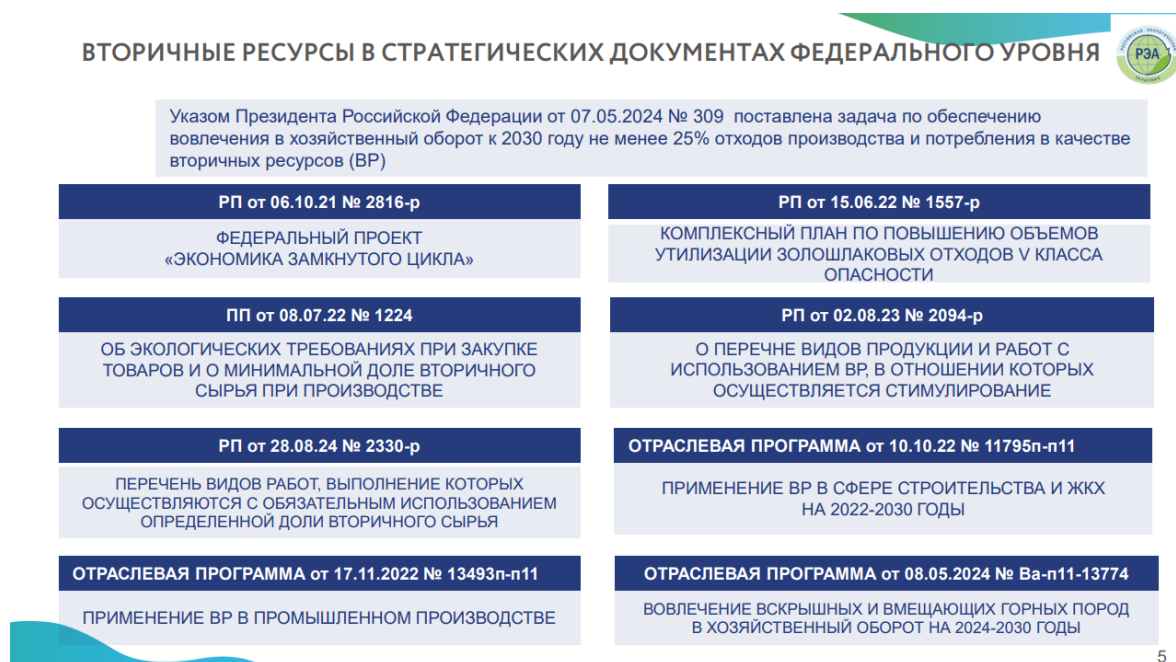 ВТОРИЧНЫЕ РЕСУРСЫ В СТРАТЕГИЧЕСКИХ ДОКУМЕНТАХ ФЕДЕРАЛЬНОГО УРОВНЯ
РЭА
Указом Президента Российской Федерации от 07.05.2024 № 309 поставлена задача по обеспечению
вовлечения в хозяйственный оборот к 2030 году не менее 25% отходов производства и потребления в качестве
вторичных ресурсов (ВР)
РП от 06.10.21 № 2816-р
ФЕДЕРАЛЬНЫЙ ПРОЕКТ
«ЭКОНОМИКА ЗАМКНУТОГО ЦИКЛА»
РП от 15.06.22 № 1557-р
КОМПЛЕКСНЫЙ ПЛАН ПО ПОВЫШЕНИЮ ОБЪЕМОВ
УТИЛИЗАЦИИ ЗОЛОШЛАКОВЫХ ОТХОДОВ V КЛАССА
ОПАСНОСТИ
ПП от 08.07.22 № 1224
ОБ ЭКОЛОГИЧЕСКИХ ТРЕБОВАНИЯХ ПРИ ЗАКУПКЕ
ТОВАРОВ И О МИНИМАЛЬНОЙ ДОЛЕ ВТОРИЧНОГО
СЫРЬЯ ПРИ ПРОИЗВОДСТВЕ
РП от 02.08.23 № 2094-р
О ПЕРЕЧНЕ ВИДОВ ПРОДУКЦИИ И РАБОТ С
ИСПОЛЬЗОВАНИЕМ ВР, В ОТНОШЕНИИ КОТОРЫХ
ОСУЩЕСТВЛЯЕТСЯ СТИМУЛИРОВАНИЕ
РП от 28.08.24 № 2330-р
ПЕРЕЧЕНЬ ВИДОВ РАБОТ, ВЫПОЛНЕНИЕ КОТОРЫХ
ОСУЩЕСТВЛЯЮТСЯ С ОБЯЗАТЕЛЬНЫМ ИСПОЛЬЗОВАНИЕМ
ОПРЕДЕЛЕННОЙ ДОЛИ ВТОРИЧНОГО СЫРЬЯ
ОТРАСЛЕВАЯ ПРОГРАММА от 10.10.22 № 11795п-п11
ПРИМЕНЕНИЕ ВР В СФЕРЕ СТРОИТЕЛЬСТВА И ЖКХ
НА 2022-2030 ГОДЫ
ОТРАСЛЕВАЯ ПРОГРАММА от 17.11.2022 № 13493п-п11
ПРИМЕНЕНИЕ ВР В ПРОМЫШЛЕННОМ ПРОИЗВОДСТВЕ
ОТРАСЛЕВАЯ ПРОГРАММА от 08.05.2024 № Ва-п11-13774
ВОВЛЕЧЕНИЕ ВСКРЫШНЫХ И ВМЕЩАЮЩИХ ГОРНЫХ ПОРОД
В ХОЗЯЙСТВЕННЫЙ ОБОРОТ НА 2024-2030 ГОДЫ
5